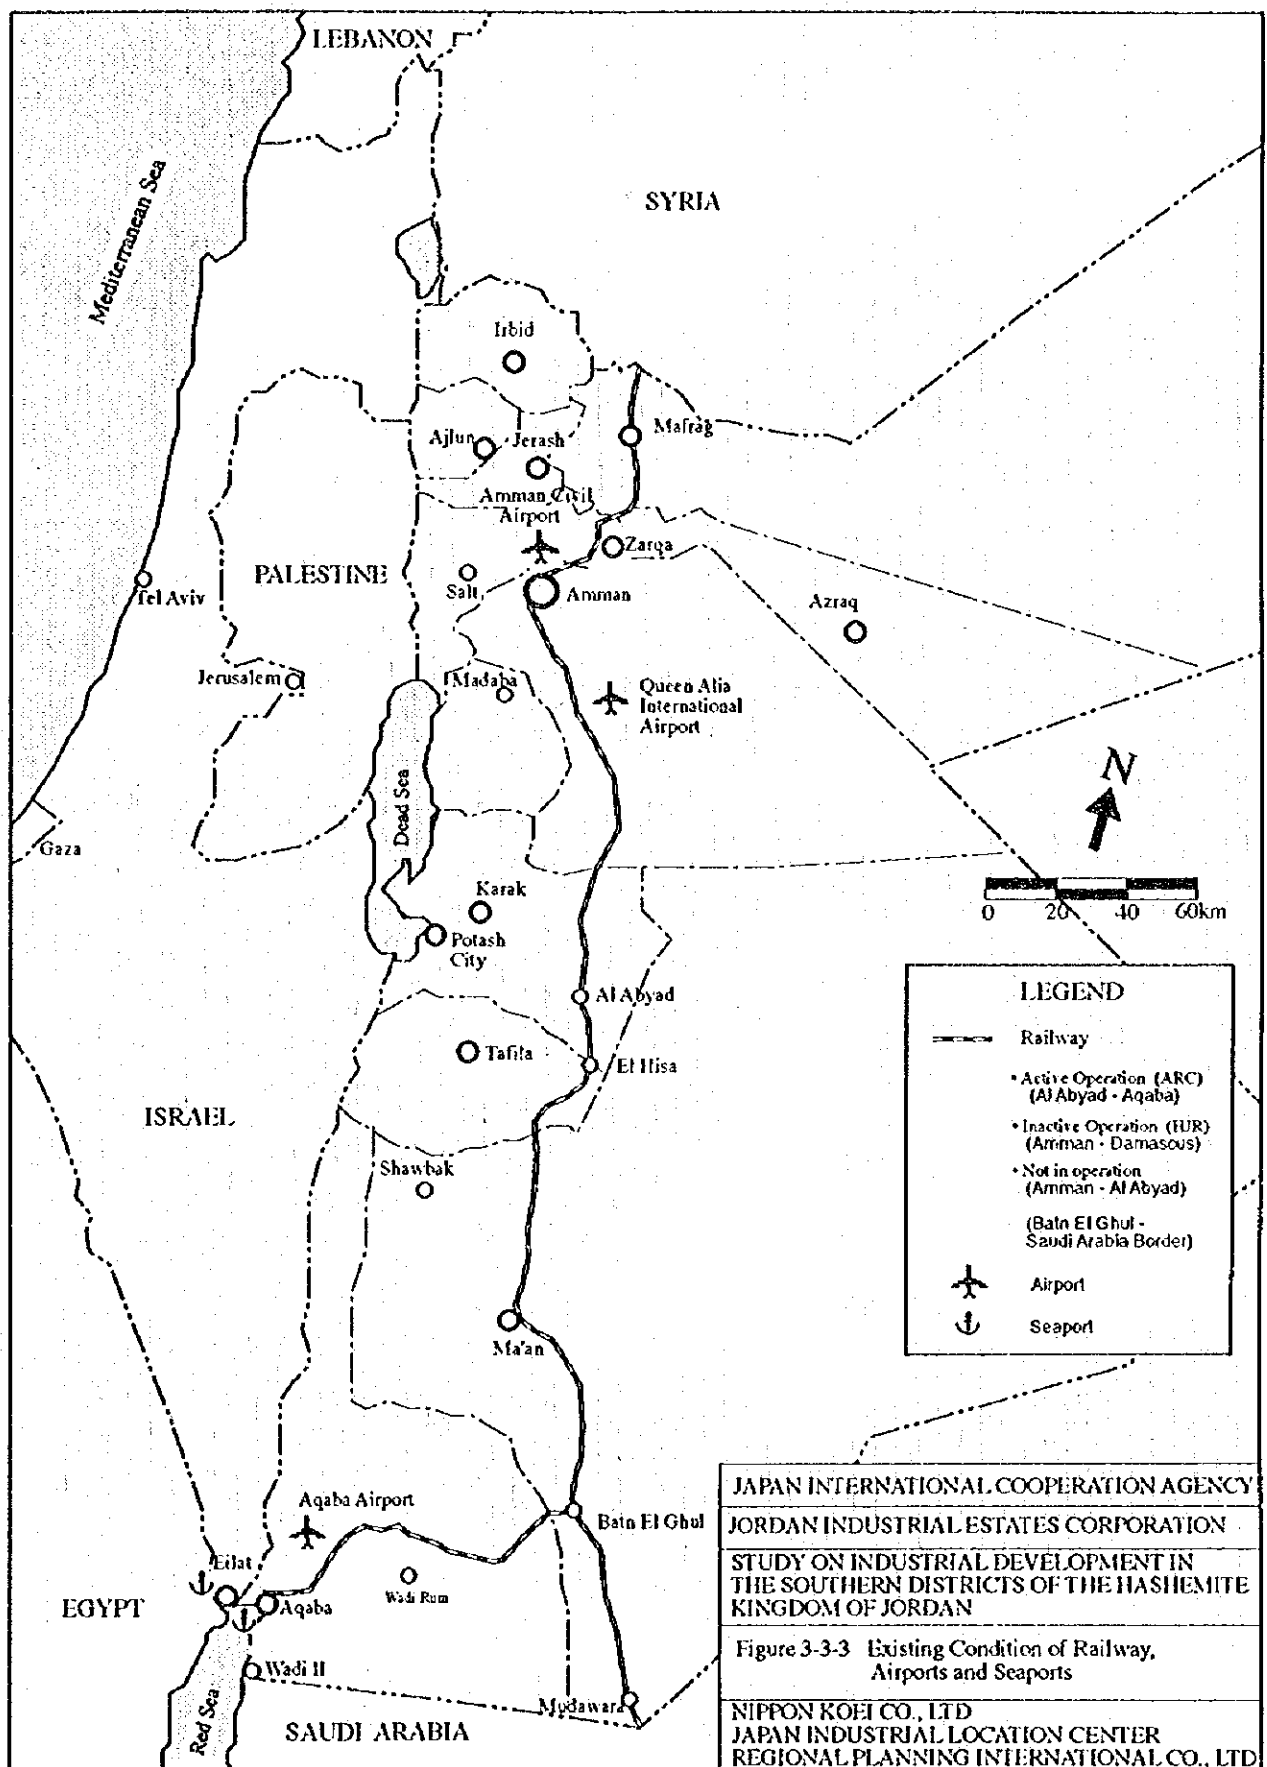 LEBANON
Mediterranean Sea
SYRIA
Irbid
Ajlun
Jerash
Mafrag
Amman Civil
Airport
Zarqa
PALESTINE
Tel Aviv
Salt
Amman
Azraq
Jerusalem
Madaba
Queen Alia
International
Airport
N
Dead Sea
Gaza
Karak
0 20 40 60km
Potash
City
Al Abyad
Tafila
El Hisa
ISRAEL
Shawbak
Ma'an
LEGEND
Railway
• Active Operation (ARC)
(Al Abyad - Aqaba)
• Inactive Operation (HJR)
(Amman - Damasous)
• Not in operation
(Amman - Al Abyad)
(Batn El Ghul -
Saudi Arabia Border)
Airport
Seaport
Aqaba Airport
Batn El Ghul
Eilat
Wadi Rum
EGYPT
Aqaba
Wadi II
Red Sea
Mudawara
SAUDI ARABIA
JAPAN INTERNATIONAL COOPERATION AGENCY
JORDAN INDUSTRIAL ESTATES CORPORATION
STUDY ON INDUSTRIAL DEVELOPMENT IN
THE SOUTHERN DISTRICTS OF THE HASHEMITE
KINGDOM OF JORDAN
Figure 3-3-3 Existing Condition of Railway,
Airports and Seaports
NIPPON KOEI CO., LTD
JAPAN INDUSTRIAL LOCATION CENTER
REGIONAL PLANNING INTERNATIONAL CO., LTD